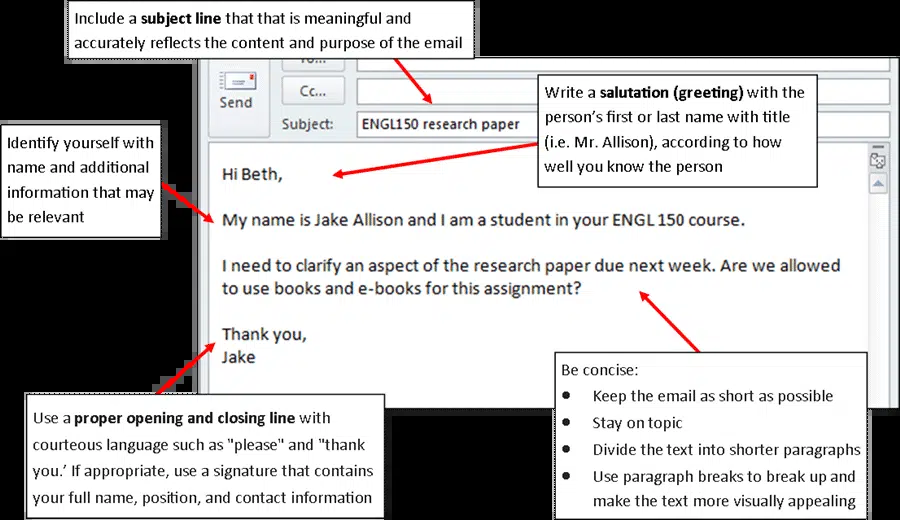 Include a subject line that that is meaningful and
accurately reflects the content and purpose of the email
To...
Send
Cc...
Subject:
ENGL150 research paper
Write a salutation (greeting) with the
person's first or last name with title
(i.e. Mr. Allison), according to how
well you know the person
Identify yourself with
name and additional
information that may
be relevant
Hi Beth,
My name is Jake Allison and I am a student in your ENGL 150 course.
I need to clarify an aspect of the research paper due next week. Are we allowed
to use books and e-books for this assignment?
Thank you,
Jake
Use a proper opening and closing line with
courteous language such as "please" and "thank
you.' If appropriate, use a signature that contains
your full name, position, and contact information
Be concise:
● Keep the email as short as possible
● Stay on topic
● Divide the text into shorter paragraphs
● Use paragraph breaks to break up and
make the text more visually appealing